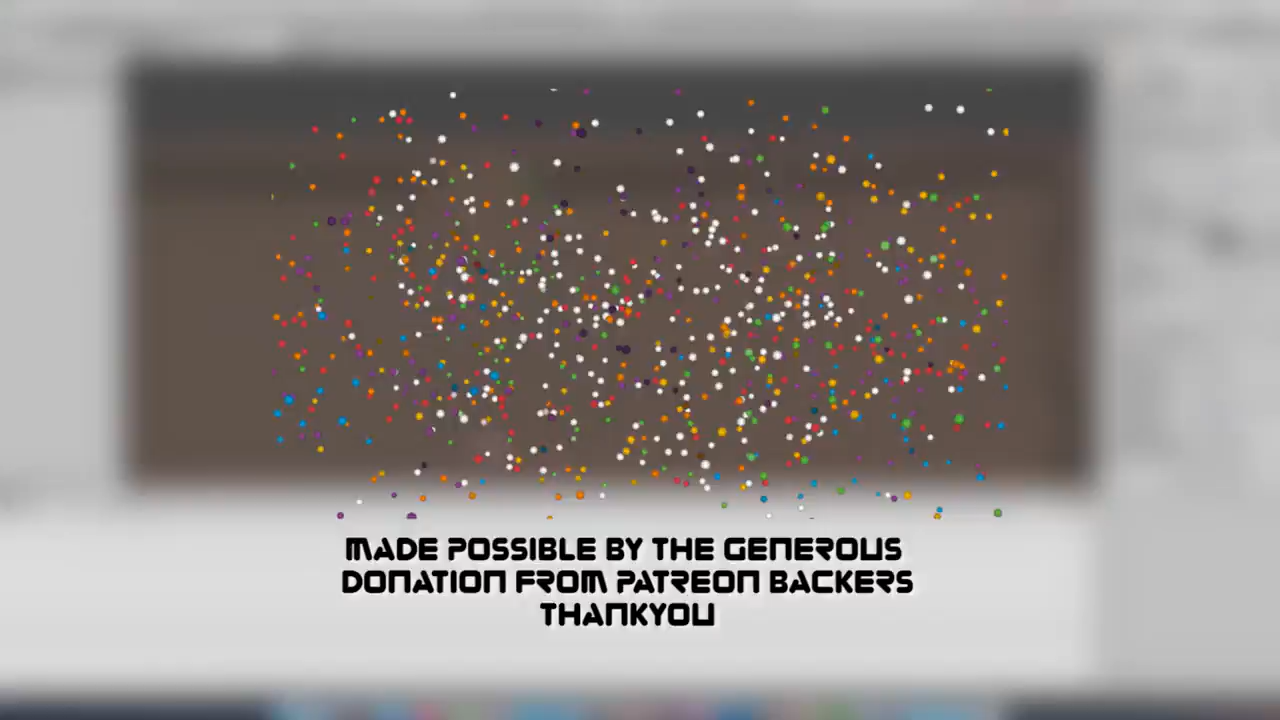 MADE POSSIBLE BY THE GENEROUS
DONATION FROM PATREON BACKERS
THANKYOU